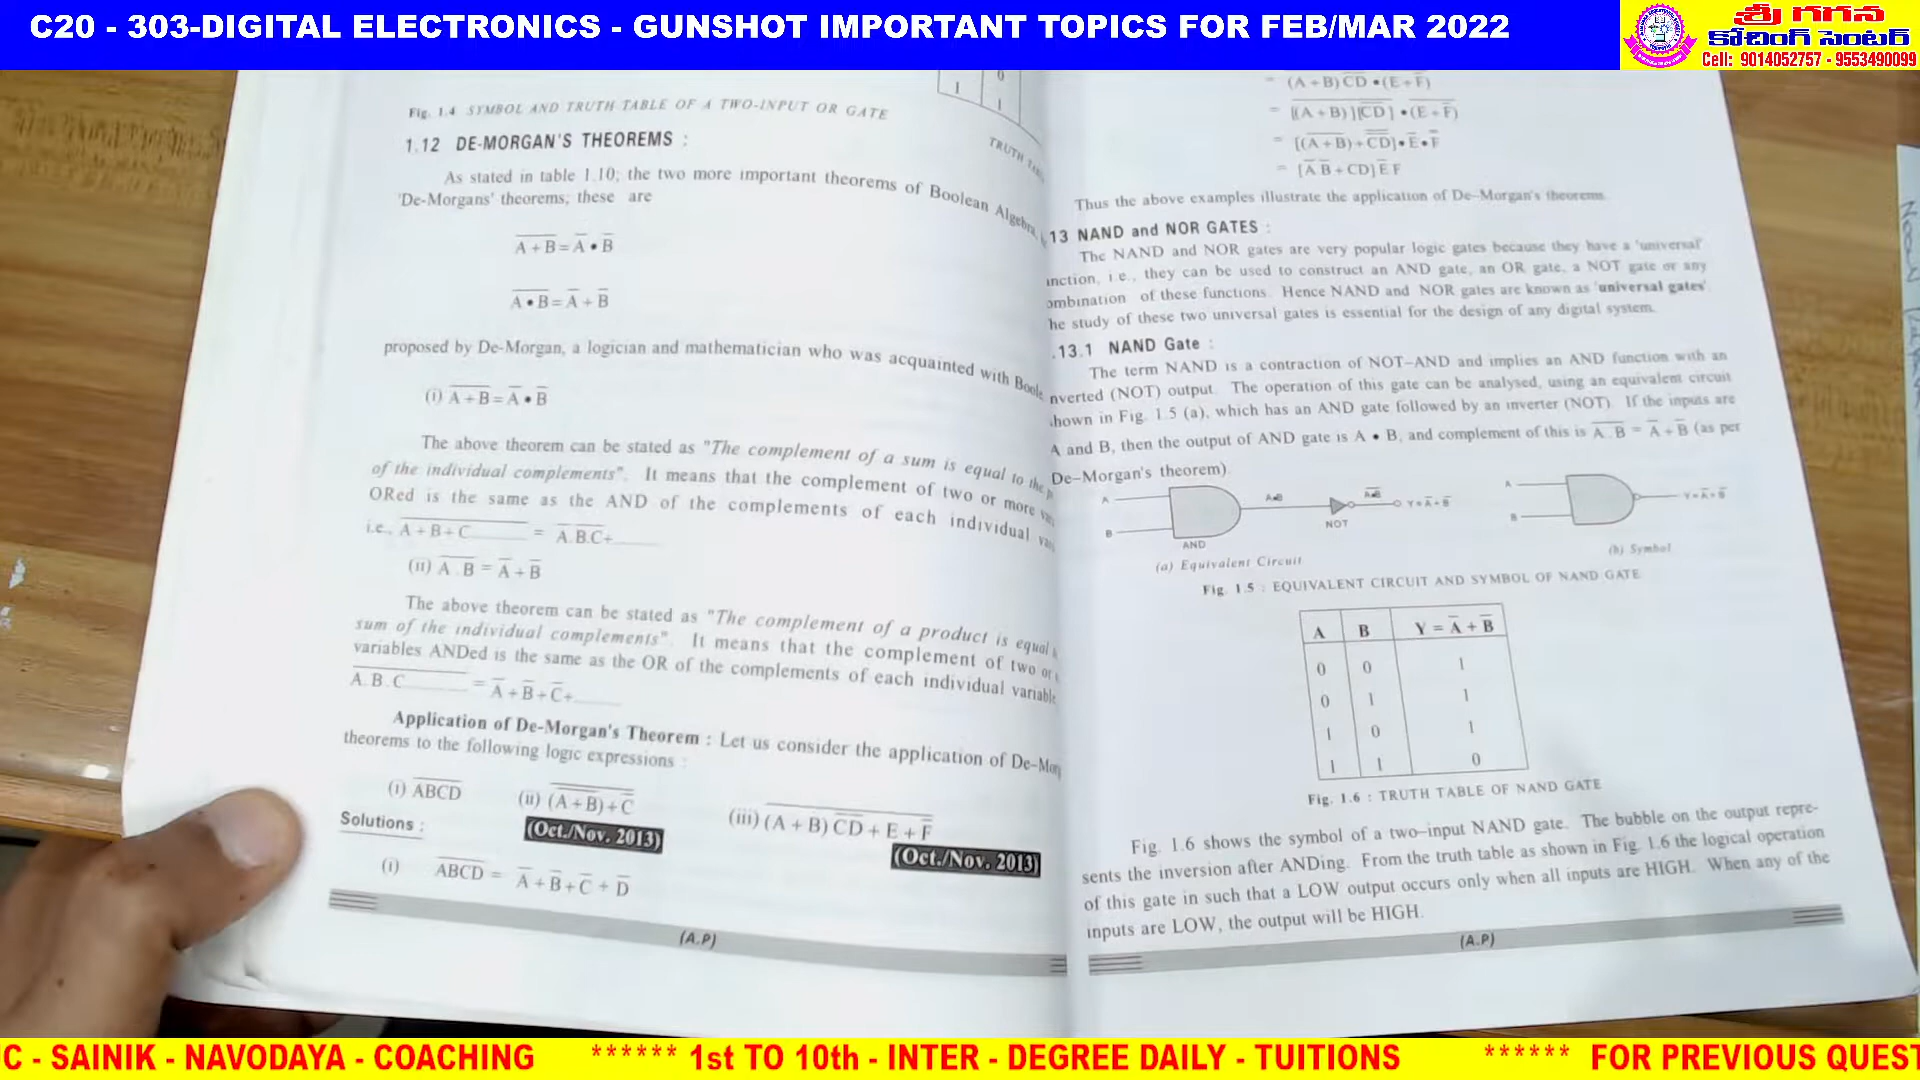 C20 - 303-DIGITAL ELECTRONICS - GUNSHOT IMPORTANT TOPICS FOR FEB/MAR 2022
శ్రీ గగన
కోచింగ్ సెంటర్
Cell: 9014052757 - 9553490099
0
1
1
TRUTH
Fig. 1.4 SYMBOL AND TRUTH TABLE OF A TWO-INPUT OR GATE
1.12 DE-MORGAN'S THEOREMS :
As stated in table 1.10; the two more important theorems of Boolean Algebra,
'De-Morgans' theorems; these are
A̅ ̅+̅ ̅B̅ = A̅ • B̅
A̅ ̅•̅ ̅B̅ = A̅ + B̅
proposed by De-Morgan, a logician and mathematician who was acquainted with
(i) A̅ ̅+̅ ̅B̅ = A̅ • B̅
The above theorem can be stated as "The complement of a sum is equal to the
of the individual complements". It means that the complement of two or more
ORed is the same as the AND of the complements of each individual
i.e., A̅ ̅+̅ ̅B̅ ̅+̅ ̅C̅ ______ = A̅.B̅.C̅+______
(ii) A̅ ̅.̅ ̅B̅ = A̅ + B̅
The above theorem can be stated as "The complement of a product is equal
sum of the individual complements". It means that the complement of two or
variables ANDed is the same as the OR of the complements of each individual variable
A̅.̅B̅.̅C̅ ______ = A̅ + B̅ + C̅+______
Application of De-Morgan's Theorem : Let us consider the application of
theorems to the following logic expressions :
(i) A̅B̅C̅D̅ (ii) (A + B) + C (iii) (A + B) CD + E + F
(Oct./Nov. 2013) (Oct./Nov. 2013)
Solutions :
(i) A̅B̅C̅D̅ = A̅ + B̅ + C̅ + D̅
(A.P)
= (A + B) CD • (E + F)
= [(A + B)][CD] • (E + F)
= [(A + B) + CD] • E • F
= [A̅ B̅ + CD] E̅ F
Thus the above examples illustrate the application of De-Morgan's theorems.
13 NAND and NOR GATES :
The NAND and NOR gates are very popular logic gates because they have a 'universal'
i.e., they can be used to construct an AND gate, an OR gate, a NOT gate or any
of these functions. Hence NAND and NOR gates are known as 'universal gates'.
study of these two universal gates is essential for the design of any digital system.
.13.1 NAND Gate :
The term NAND is a contraction of NOT-AND and implies an AND function with an
(NOT) output. The operation of this gate can be analysed, using an equivalent circuit
in Fig. 1.5 (a), which has an AND gate followed by an inverter (NOT). If the inputs are
A and B, then the output of AND gate is A • B, and complement of this is A̅ ̅.̅ ̅B̅ = A̅ + B̅ (as per
De-Morgan's theorem).
A
B
AND
A•B
NOT
A̅•̅B̅
Y = A̅ + B̅
A
B
Y = A̅ + B̅
(a) Equivalent Circuit
(b) Symbol
Fig. 1.5 : EQUIVALENT CIRCUIT AND SYMBOL OF NAND GATE
A B Y = A̅ + B̅
0 0 1
0 1 1
1 0 1
1 1 0
Fig. 1.6 : TRUTH TABLE OF NAND GATE
Fig. 1.6 shows the symbol of a two-input NAND gate. The bubble on the output repre-
sents the inversion after ANDing. From the truth table as shown in Fig. 1.6 the logical operation
of this gate in such that a LOW output occurs only when all inputs are HIGH. When any of the
inputs are LOW, the output will be HIGH.
(A.P)
C - SAINIK - NAVODAYA - COACHING ****** 1st TO 10th - INTER - DEGREE DAILY - TUITIONS ****** FOR PREVIOUS QUEST